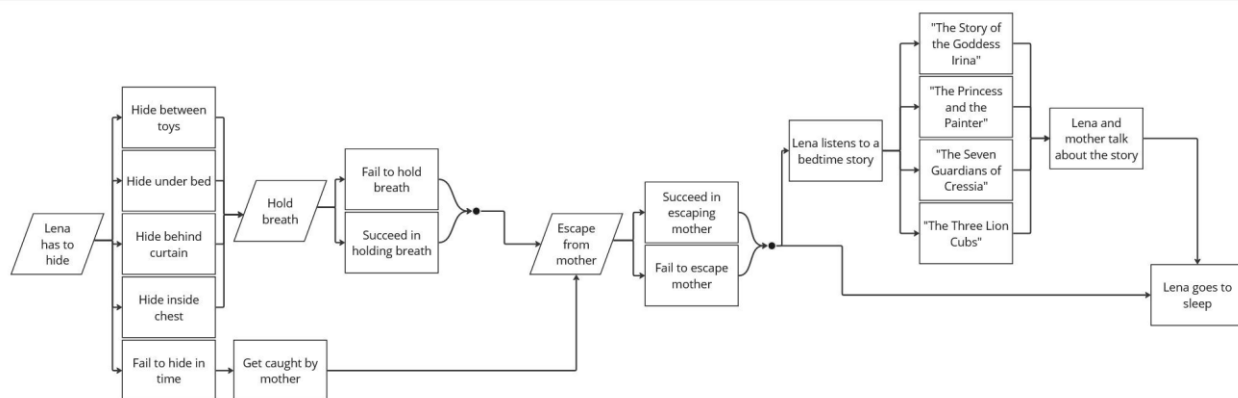 Lena
has to
hide
Hide between
toys
Hide under bed
Hide behind
curtain
Hide inside
chest
Fail to hide in
time
Get caught by
mother
Hold
breath
Fail to hold
breath
Succeed in
holding breath
Escape
from
mother
Succeed in
escaping
mother
Fail to escape
mother
Lena listens to a
bedtime story
"The Story of
the Goddess
Irina"
"The Princess
and the
Painter"
"The Seven
Guardians of
Cressia"
"The Three Lion
Cubs"
Lena and
mother talk
about the story
Lena goes to
sleep